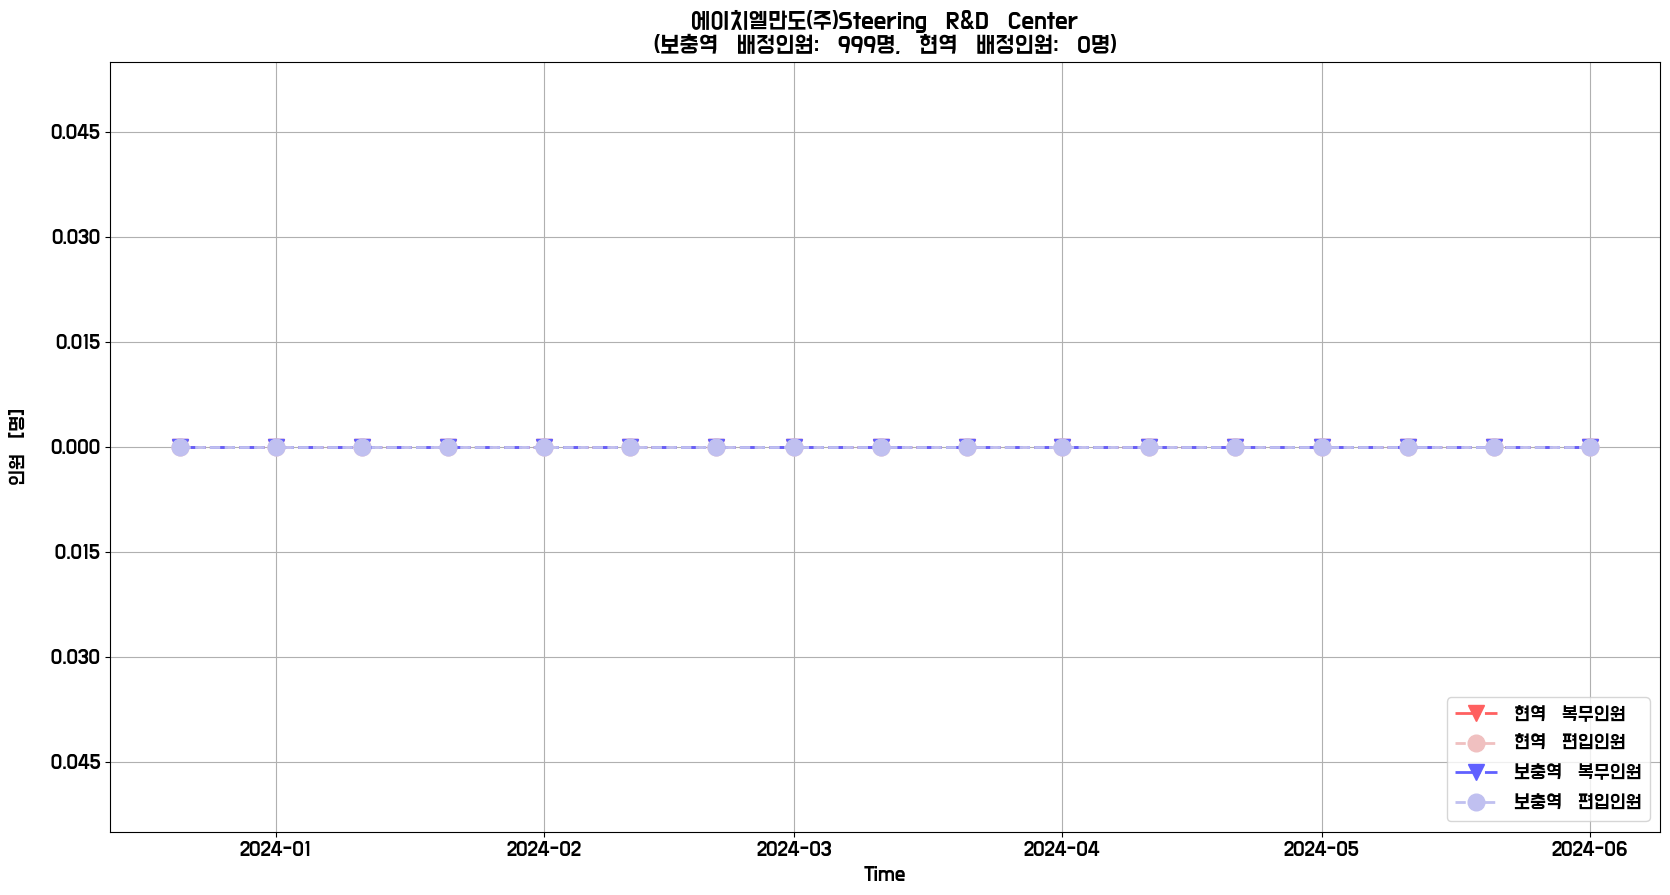 에이치엘만도(주)Steering R&D Center
(보충역 배정인원: 999명, 현역 배정인원: 0명)
0.045
0.030
0.015
0.000
0.015
0.030
0.045
인원 [명]
현역 복무인원
현역 편입인원
보충역 복무인원
보충역 편입인원
2024-01 2024-02 2024-03 2024-04 2024-05 2024-06
Time